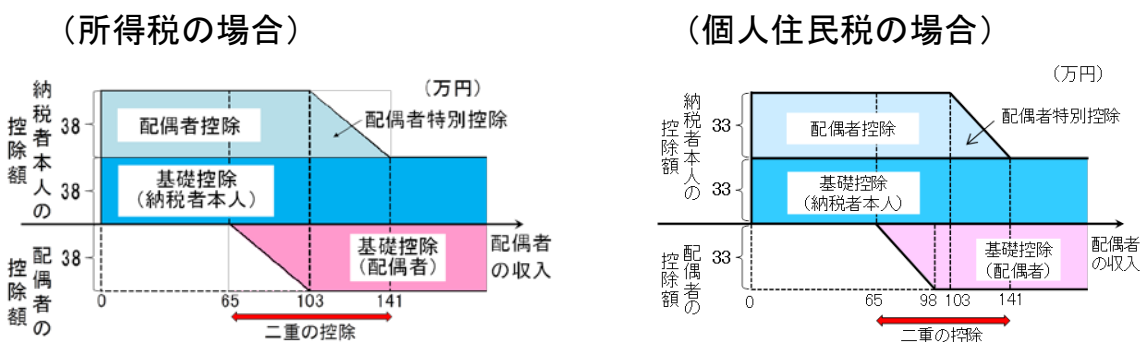 （所得税の場合）
（万円）
納税者本人の
控除額
38
配偶者控除
配偶者特別控除
38
基礎控除
（納税者本人）
配偶者の
控除額
38
基礎控除
（配偶者）
配偶者
の収入
0 65 103 141
二重の控除
（個人住民税の場合）
（万円）
納税者本人の
控除額
33
配偶者控除
配偶者特別控除
33
基礎控除
（納税者本人）
配偶者の
控除額
33
基礎控除
（配偶者）
配偶者
の収入
0 65 98 103 141
二重の控除